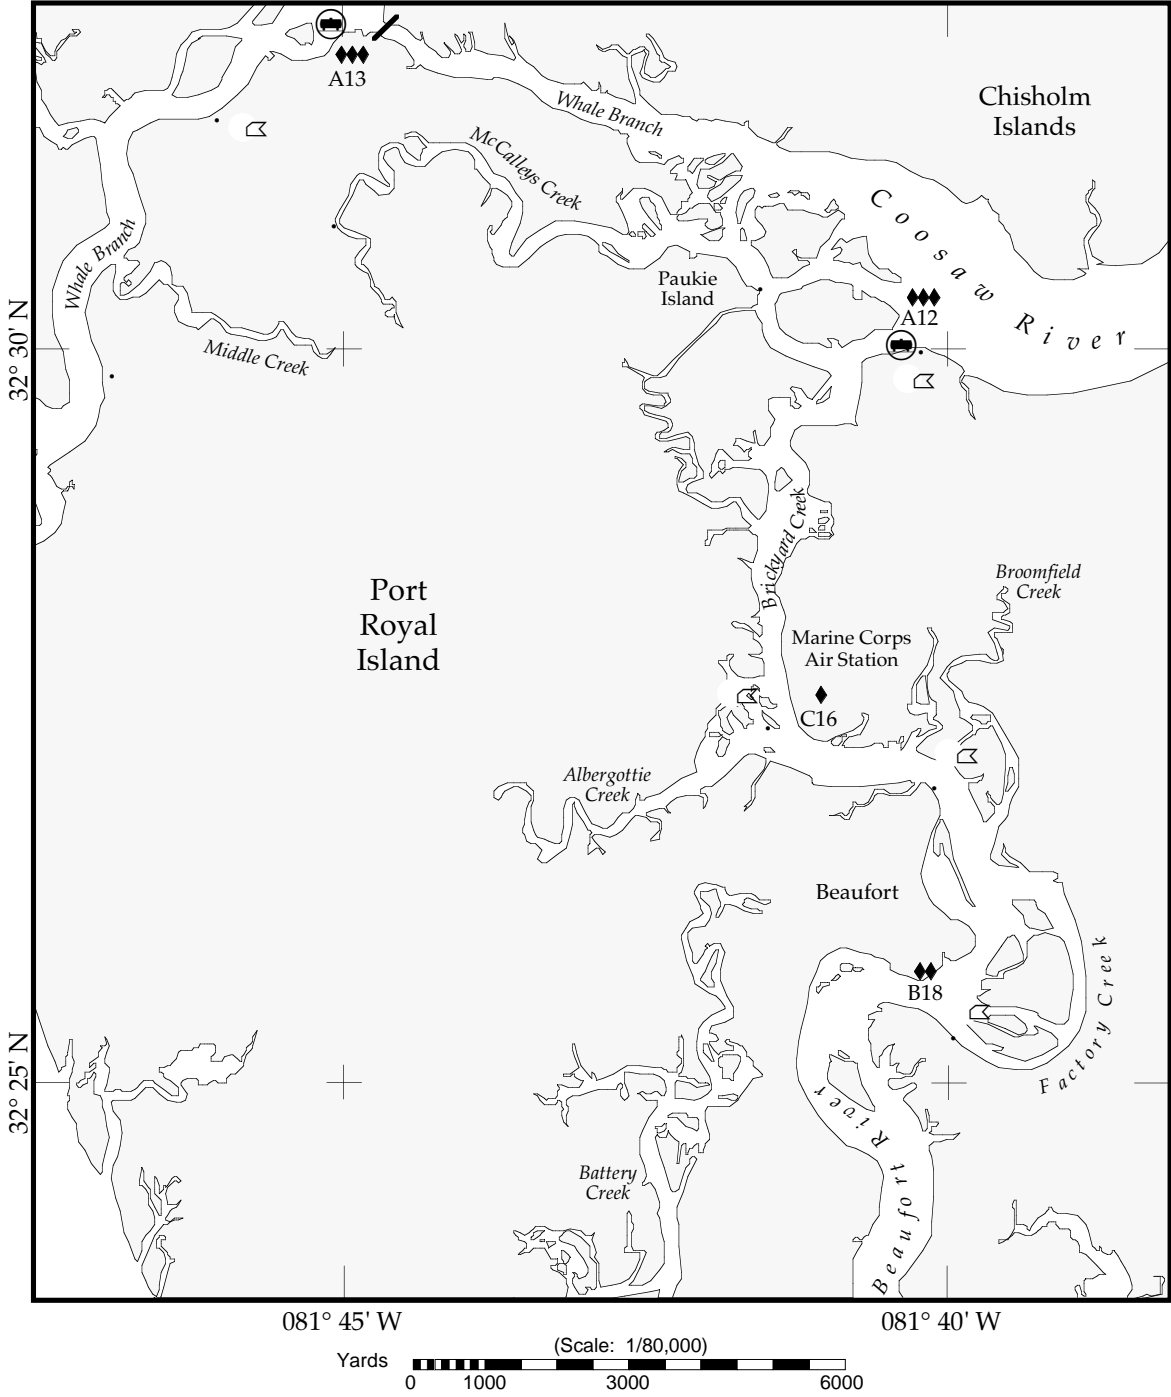 A13
Chisholm
Islands
Whale Branch
McCalleys Creek
Coosaw River
Whale Branch
Paukie
Island
A12
32° 30' N
Middle Creek
Brickyard Creek
Port
Royal
Island
Broomfield
Creek
Marine Corps
Air Station
C16
Albergottie
Creek
Beaufort
B18
Factory Creek
32° 25' N
Beaufort River
Battery
Creek
081° 45' W
081° 40' W
(Scale: 1/80,000)
Yards
0 1000 3000 6000